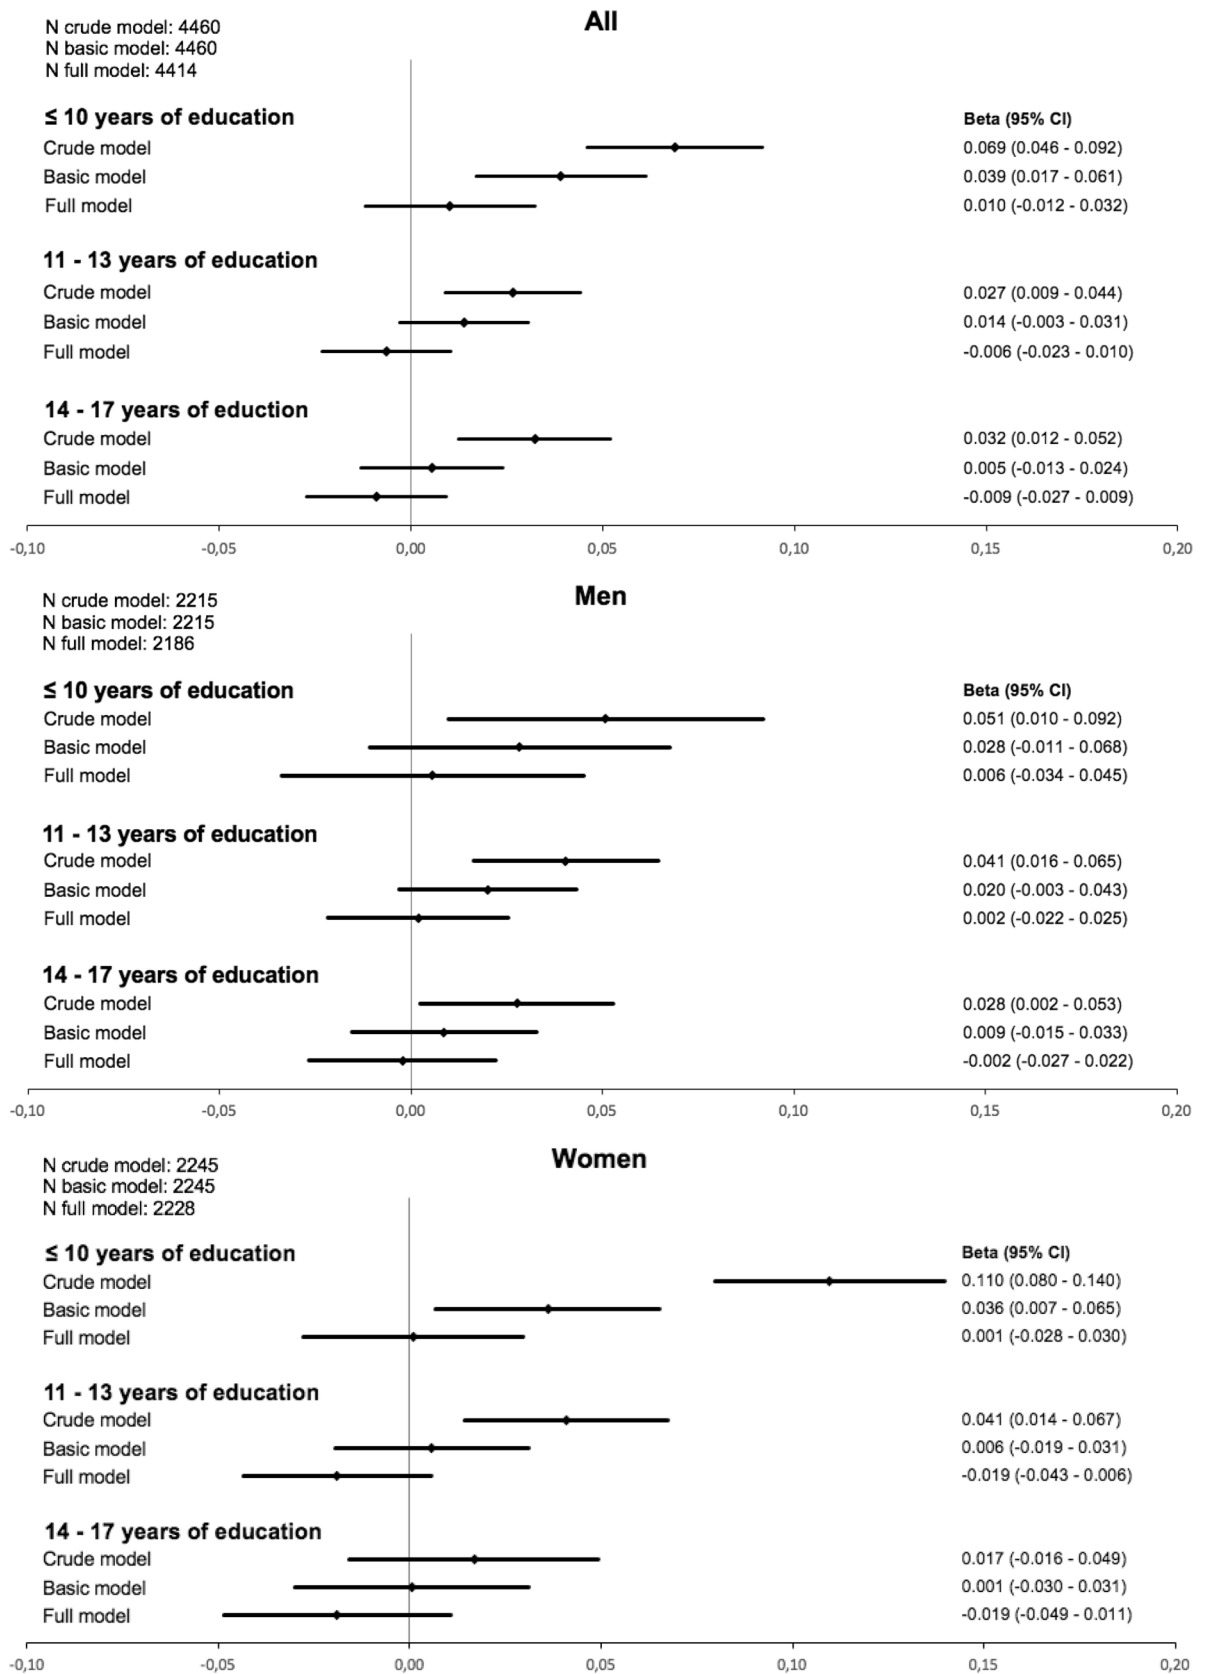 All
N crude model: 4460
N basic model: 4460
N full model: 4414
≤ 10 years of education Beta (95% CI)
Crude model 0.069 (0.046 - 0.092)
Basic model 0.039 (0.017 - 0.061)
Full model 0.010 (-0.012 - 0.032)
11 - 13 years of education
Crude model 0.027 (0.009 - 0.044)
Basic model 0.014 (-0.003 - 0.031)
Full model -0.006 (-0.023 - 0.010)
14 - 17 years of eduction
Crude model 0.032 (0.012 - 0.052)
Basic model 0.005 (-0.013 - 0.024)
Full model -0.009 (-0.027 - 0.009)
-0,10 -0,05 0,00 0,05 0,10 0,15 0,20
Men
N crude model: 2215
N basic model: 2215
N full model: 2186
≤ 10 years of education Beta (95% CI)
Crude model 0.051 (0.010 - 0.092)
Basic model 0.028 (-0.011 - 0.068)
Full model 0.006 (-0.034 - 0.045)
11 - 13 years of education
Crude model 0.041 (0.016 - 0.065)
Basic model 0.020 (-0.003 - 0.043)
Full model 0.002 (-0.022 - 0.025)
14 - 17 years of education
Crude model 0.028 (0.002 - 0.053)
Basic model 0.009 (-0.015 - 0.033)
Full model -0.002 (-0.027 - 0.022)
-0,10 -0,05 0,00 0,05 0,10 0,15 0,20
Women
N crude model: 2245
N basic model: 2245
N full model: 2228
≤ 10 years of education Beta (95% CI)
Crude model 0.110 (0.080 - 0.140)
Basic model 0.036 (0.007 - 0.065)
Full model 0.001 (-0.028 - 0.030)
11 - 13 years of education
Crude model 0.041 (0.014 - 0.067)
Basic model 0.006 (-0.019 - 0.031)
Full model -0.019 (-0.043 - 0.006)
14 - 17 years of education
Crude model 0.017 (-0.016 - 0.049)
Basic model 0.001 (-0.030 - 0.031)
Full model -0.019 (-0.049 - 0.011)
-0,10 -0,05 0,00 0,05 0,10 0,15 0,20